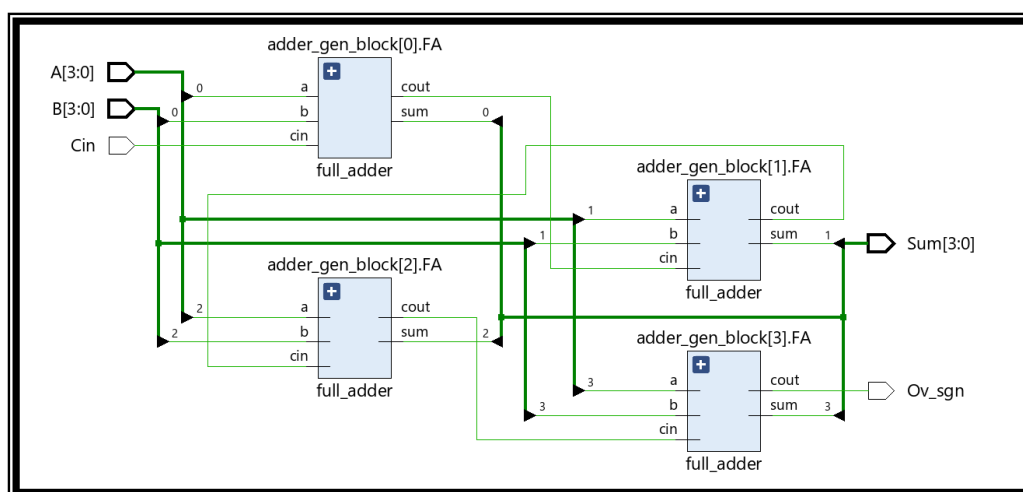 adder_gen_block[0].FA
A[3:0]
B[3:0]
Cin
0
0
a
b
cin
cout
sum
0
full_adder
adder_gen_block[1].FA
1
1
a
b
cin
cout
sum
1
Sum[3:0]
full_adder
adder_gen_block[2].FA
2
2
a
b
cin
cout
sum
2
full_adder
adder_gen_block[3].FA
3
3
a
b
cin
cout
sum
3
Ov_sgn
full_adder